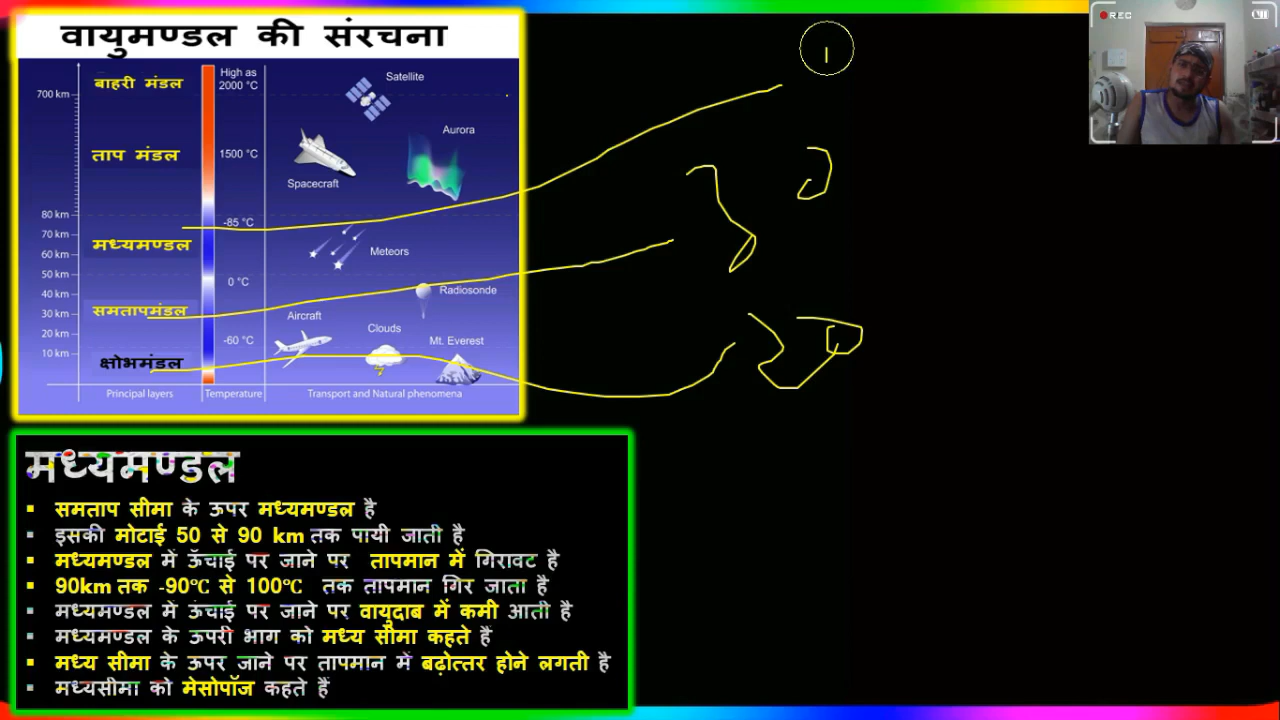 वायुमण्डल की संरचना
बाहरी मंडल
High as
2000 °C
Satellite
700 km
ताप मंडल
1500 °C
Aurora
Spacecraft
80 km
-85 °C
70 km
मध्यमण्डल
60 km
Meteors
50 km
0 °C
40 km
Radiosonde
30 km
समतापमंडल
Aircraft
20 km
-60 °C
Clouds
Mt. Everest
10 km
क्षोभमंडल
Principal layers
Temperature
Transport and Natural phenomena
REC
मध्यमण्डल
समताप सीमा के ऊपर मध्यमण्डल है
इसकी मोटाई 50 से 90 km तक पायी जाती है
मध्यमण्डल में ऊँचाई पर जाने पर तापमान में गिरावट है
90km तक -90°C से 100°C तक तापमान गिर जाता है
मध्यमण्डल में ऊंचाई पर जाने पर वायुदाब में कमी आती है
मध्यमण्डल के ऊपरी भाग को मध्य सीमा कहते हैं
मध्य सीमा के ऊपर जाने पर तापमान में बढ़ोत्तर होने लगती है
मध्यसीमा को मेसोपॉज कहते हैं